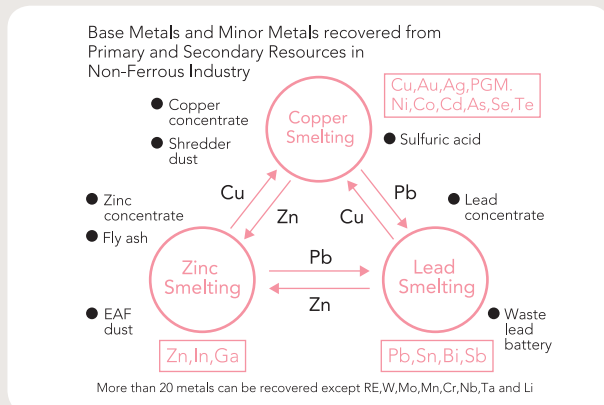 Base Metals and Minor Metals recovered from
Primary and Secondary Resources in
Non-Ferrous Industry
Copper
concentrate
Shredder
dust
Copper
Smelting
Cu,Au,Ag,PGM.
Ni,Co,Cd,As,Se,Te
Sulfuric acid
Zinc
concentrate
Fly ash
Cu
Zn
Pb
Cu
Lead
concentrate
Zinc
Smelting
Pb
Zn
Lead
Smelting
EAF
dust
Waste
lead
battery
Zn,In,Ga
Pb,Sn,Bi,Sb
More than 20 metals can be recovered except RE,W,Mo,Mn,Cr,Nb,Ta and Li